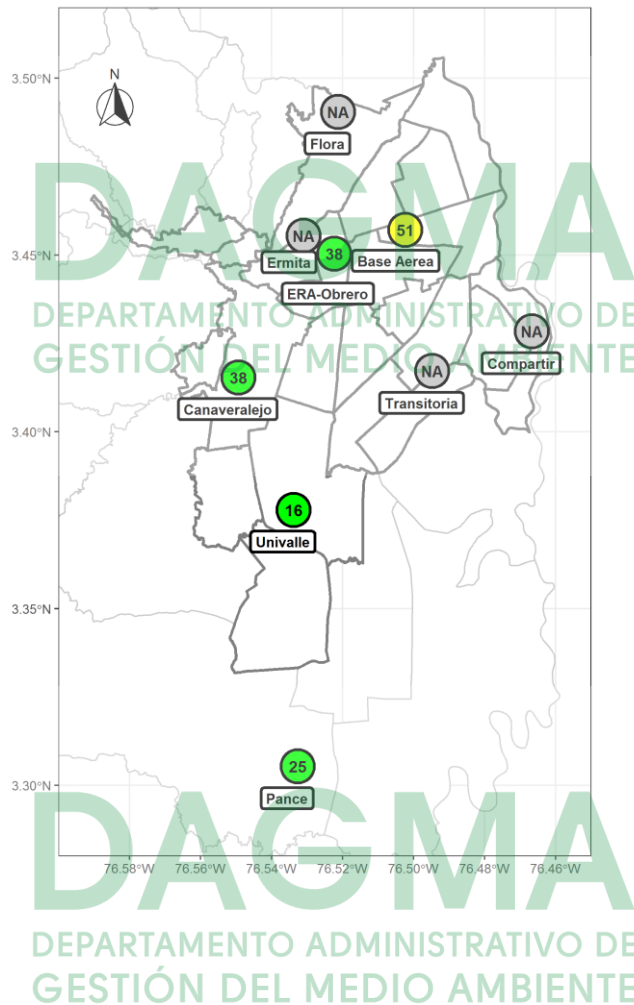 3.50°N
N
NA
Flora
DAGMA
51
NA
38
Ermita
Base Aerea
3.45°N
ERA-Obrero
DEPARTAMENTO ADMINISTRATIVO DE
NA
GESTIÓN DEL MEDIO AMBIENTE
Compartir
NA
38
Transitoria
Canaveralejo
3.40°N
16
Univalle
3.35°N
25
3.30°N
Pance
DAGMA
76.58°W 76.56°W 76.54°W 76.52°W 76.50°W 76.48°W 76.46°W
DEPARTAMENTO ADMINISTRATIVO DE
GESTIÓN DEL MEDIO AMBIENTE